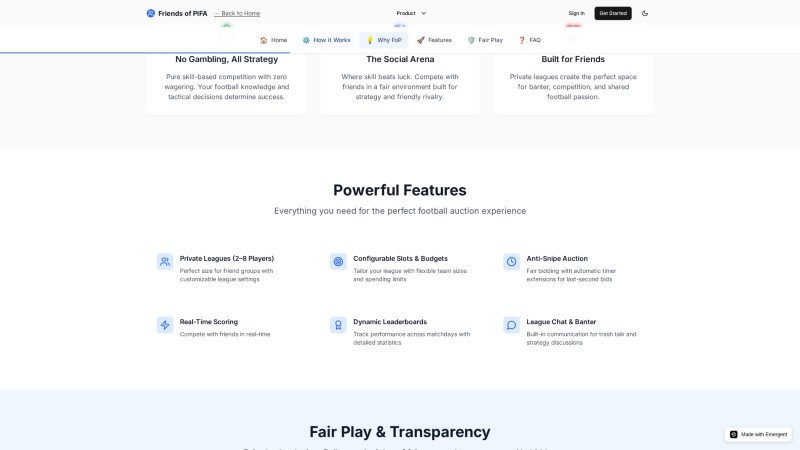 Friends of PIFA
← Back to Home
Product
Sign In
Get Started
🏠 Home
⚙️ How it Works
💡 Why FoP
🚀 Features
🛡️ Fair Play
❓ FAQ
No Gambling, All Strategy
Pure skill-based competition with zero
wagering. Your football knowledge and
tactical decisions determine success.
The Social Arena
Where skill beats luck. Compete with
friends in a fair environment built for
strategy and friendly rivalry.
Built for Friends
Private leagues create the perfect space
for banter, competition, and shared
football passion.
Powerful Features
Everything you need for the perfect football auction experience
Private Leagues (2–8 Players)
Perfect size for friend groups with
customizable league settings
Configurable Slots & Budgets
Tailor your league with flexible team sizes
and spending limits
Anti-Snipe Auction
Fair bidding with automatic timer
extensions for last-second bids
Real-Time Scoring
Compete with friends in real-time
Dynamic Leaderboards
Track performance across matchdays with
detailed statistics
League Chat & Banter
Built-in communication for trash talk and
strategy discussions
Fair Play & Transparency
Made with Emergent